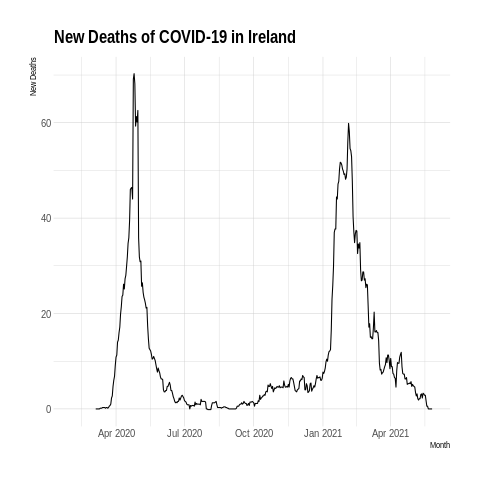 New Deaths of COVID-19 in Ireland
New Deaths
60
40
20
0
Apr 2020 Jul 2020 Oct 2020 Jan 2021 Apr 2021
Month